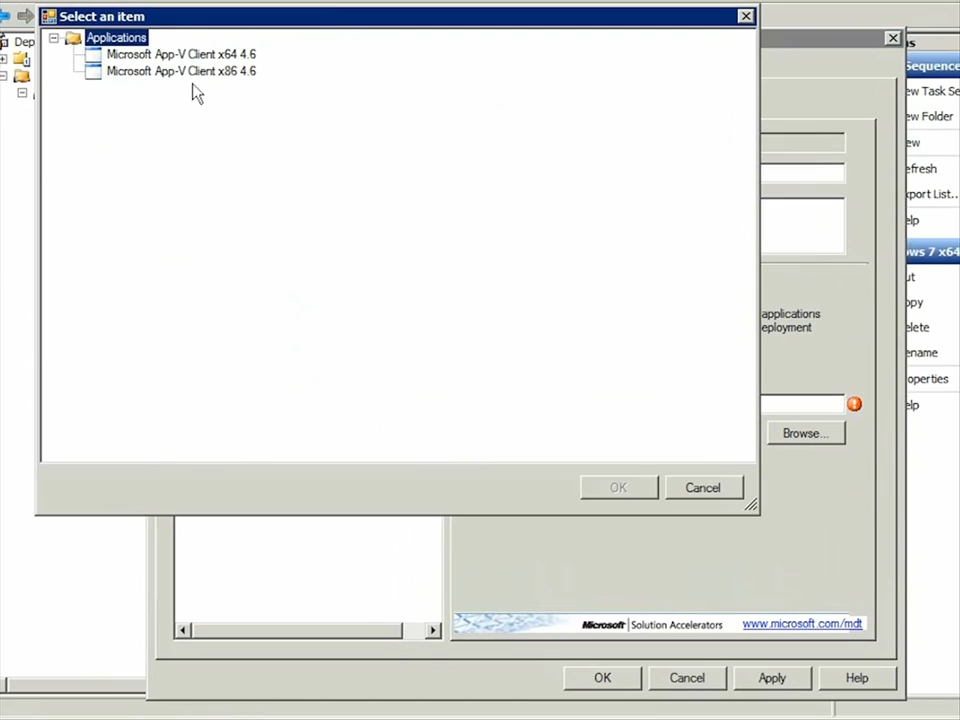 Select an item
Applications
Microsoft App-V Client x64 4.6
Microsoft App-V Client x86 4.6
OK
Cancel
Dep
applications
eployment
Browse...
Microsoft | Solution Accelerators
www.microsoft.com/mdt
OK
Cancel
Apply
Help
ns
Sequence
ew Task Se
ew Folder
ew
efresh
xport List..
elp
ows 7 x64
ut
opy
elete
ename
roperties
elp